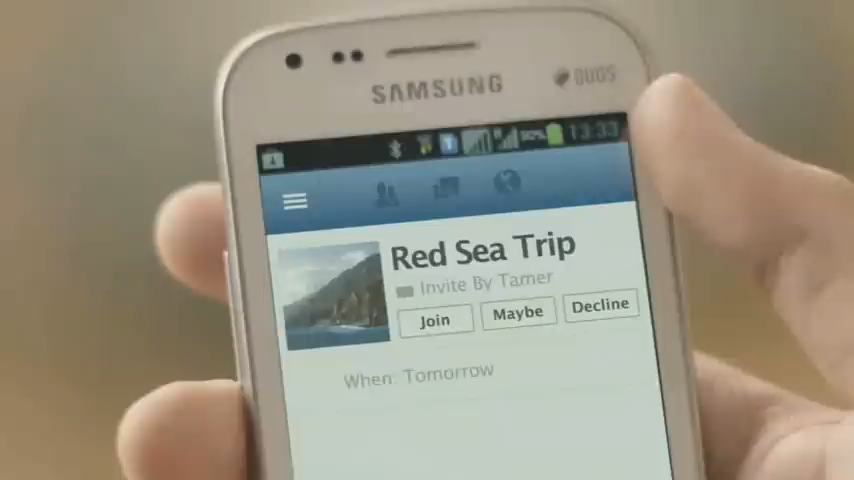 SAMSUNG
DUOS
13:33
Red Sea Trip
Invite By Tamer
Join Maybe Decline
When: Tomorrow